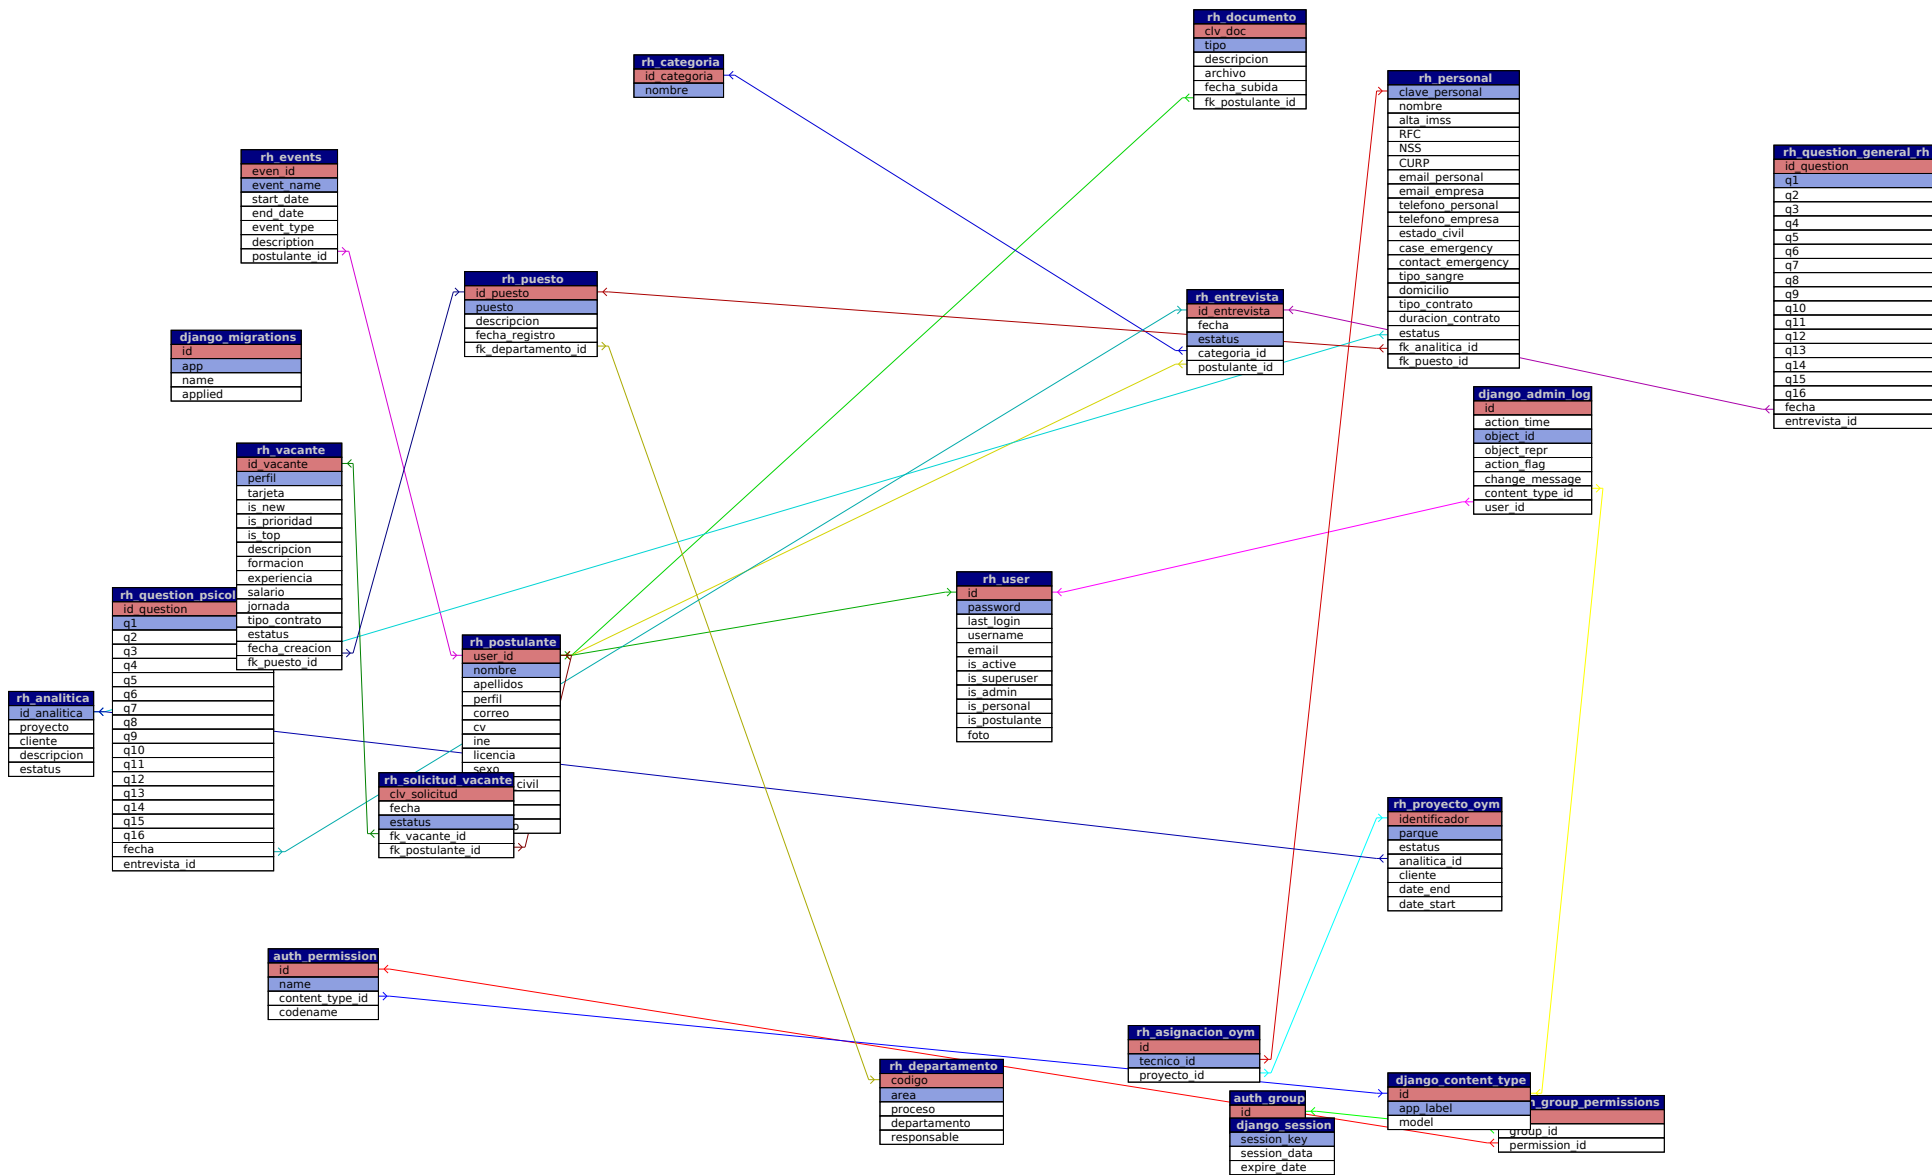 rh_documento
clv_doc
tipo
descripcion
archivo
fecha_subida
fk_postulante_id
rh_categoria
id_categoria
nombre
rh_personal
clave_personal
nombre
alta_imss
RFC
NSS
CURP
email_personal
email_empresa
telefono_personal
telefono_empresa
estado_civil
case_emergency
contact_emergency
tipo_sangre
domicilio
tipo_contrato
duracion_contrato
estatus
fk_analitica_id
fk_puesto_id
rh_question_general_rh
id_question
q1
q2
q3
q4
q5
q6
q7
q8
q9
q10
q11
q12
q13
q14
q15
q16
fecha
entrevista_id
rh_events
even_id
event_name
start_date
end_date
event_type
description
postulante_id
rh_puesto
id_puesto
puesto
descripcion
fecha_registro
fk_departamento_id
rh_entrevista
id_entrevista
fecha
estatus
categoria_id
postulante_id
django_migrations
id
app
name
applied
django_admin_log
id
action_time
object_id
object_repr
action_flag
change_message
content_type_id
user_id
rh_vacante
id_vacante
perfil
tarjeta
is_new
is_prioridad
is_top
descripcion
formacion
experiencia
salario
jornada
tipo_contrato
estatus
fecha_creacion
fk_puesto_id
rh_question_psicol
id_question
q1
q2
q3
q4
q5
q6
q7
q8
q9
q10
q11
q12
q13
q14
q15
q16
fecha
entrevista_id
rh_user
id
password
last_login
username
email
is_active
is_superuser
is_admin
is_personal
is_postulante
foto
rh_postulante
user_id
nombre
apellidos
perfil
correo
cv
ine
licencia
sexo
civil
o
rh_analitica
id_analitica
proyecto
cliente
descripcion
estatus
rh_solicitud_vacante
clv_solicitud
fecha
estatus
fk_vacante_id
fk_postulante_id
rh_proyecto_oym
identificador
parque
estatus
analitica_id
cliente
date_end
date_start
auth_permission
id
name
content_type_id
codename
rh_asignacion_oym
id
tecnico_id
proyecto_id
rh_departamento
codigo
area
proceso
departamento
responsable
django_content_type
id
app_label
model
auth_group
id
_group_permissions
group_id
permission_id
django_session
session_key
session_data
expire_date